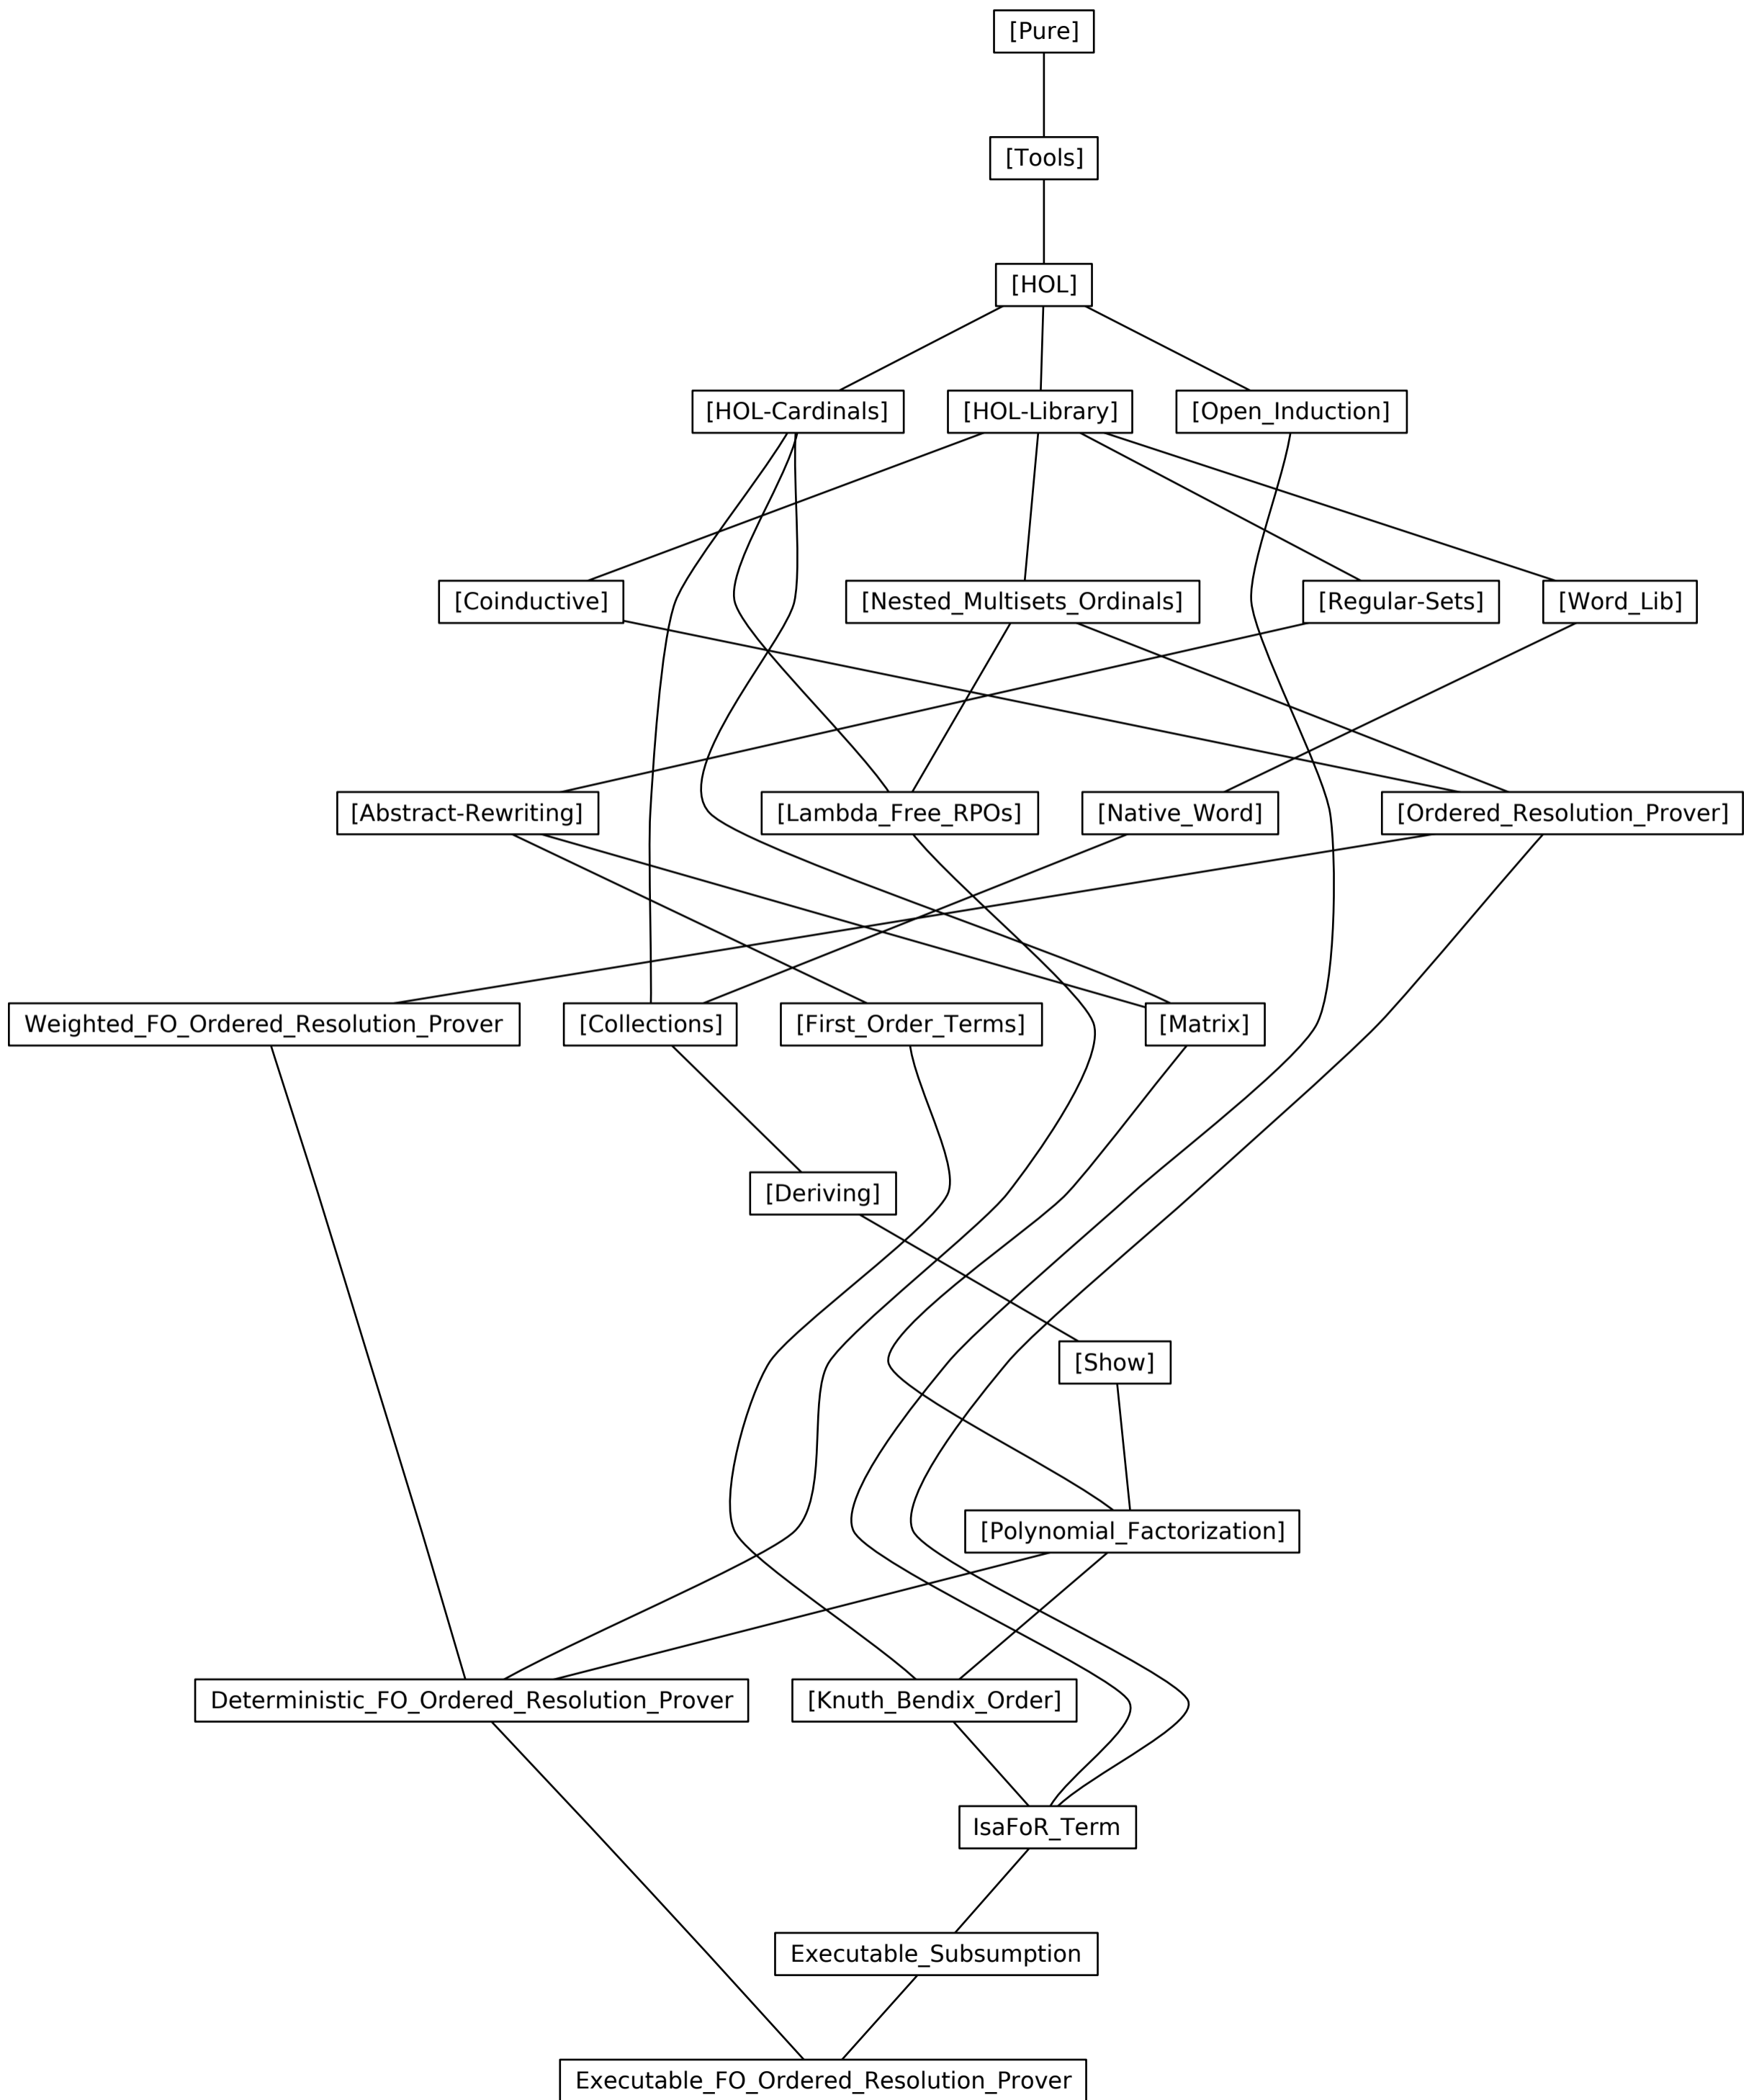 [Pure]
[Tools]
[HOL]
[HOL-Cardinals]
[HOL-Library]
[Open_Induction]
[Coinductive]
[Nested_Multisets_Ordinals]
[Regular-Sets]
[Word_Lib]
[Abstract-Rewriting]
[Lambda_Free_RPOs]
[Native_Word]
[Ordered_Resolution_Prover]
Weighted_FO_Ordered_Resolution_Prover
[Collections]
[First_Order_Terms]
[Matrix]
[Deriving]
[Show]
[Polynomial_Factorization]
Deterministic_FO_Ordered_Resolution_Prover
[Knuth_Bendix_Order]
IsaFoR_Term
Executable_Subsumption
Executable_FO_Ordered_Resolution_Prover